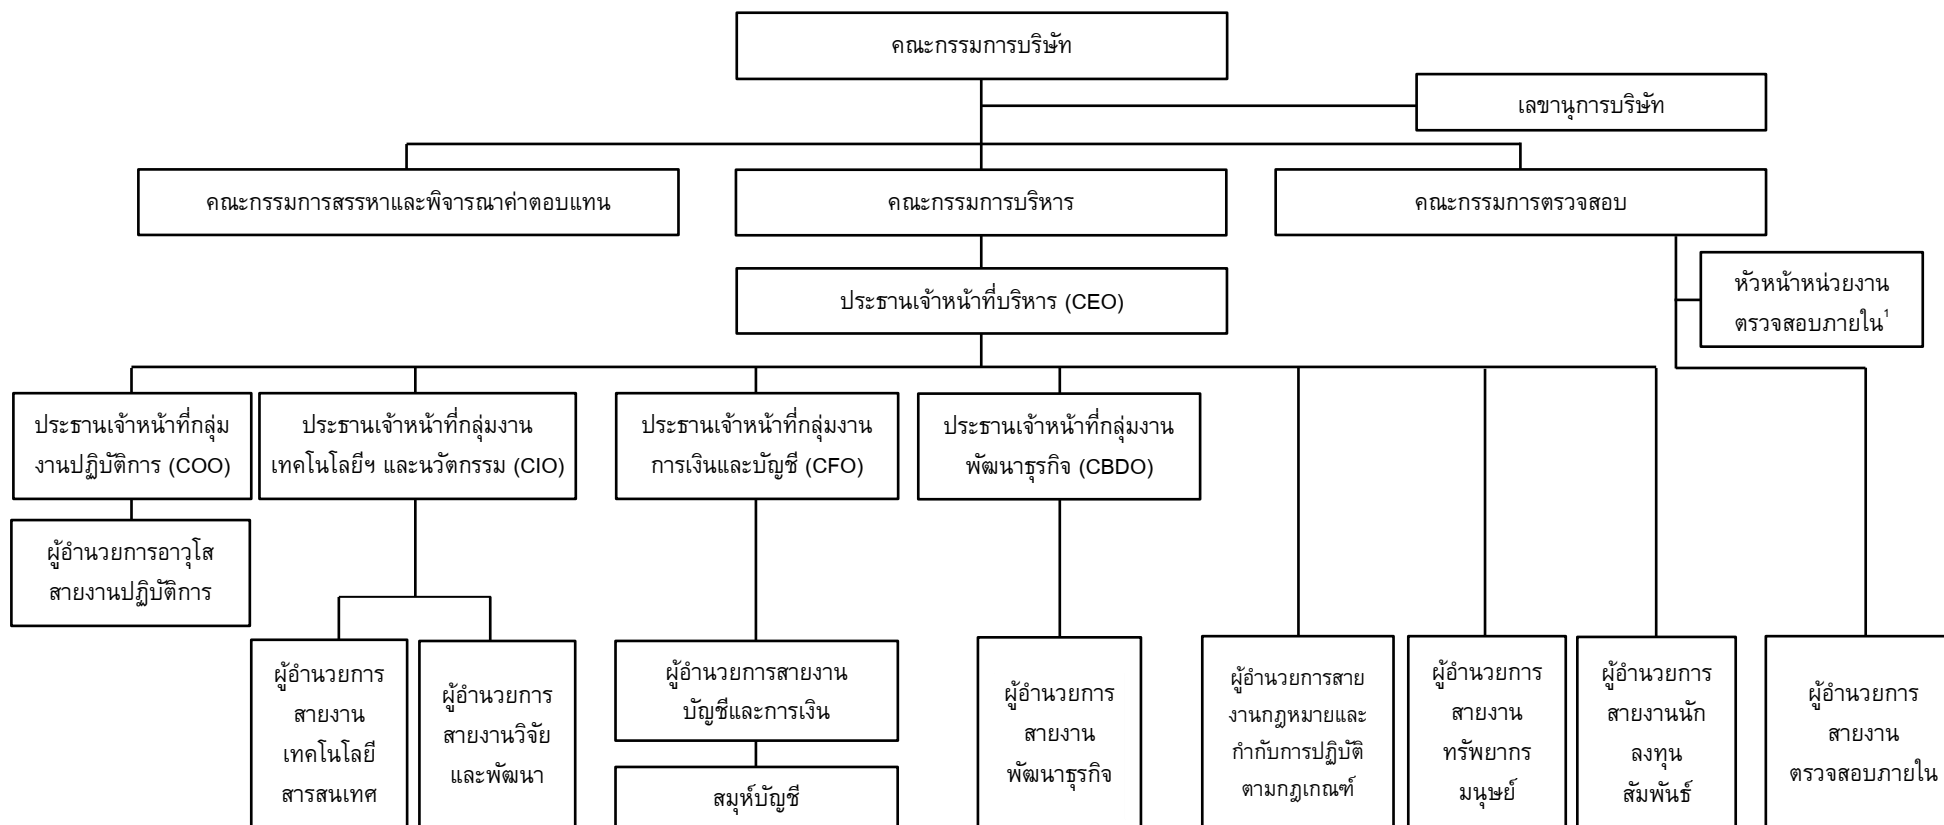 คณะกรรมการบริษัท
เลขานุการบริษัท
คณะกรรมการสรรหาและพิจารณาค่าตอบแทน
คณะกรรมการบริหาร
คณะกรรมการตรวจสอบ
ประธานเจ้าหน้าที่บริหาร (CEO)
หัวหน้าหน่วยงาน
ตรวจสอบภายใน¹
ประธานเจ้าหน้าที่กลุ่ม
งานปฏิบัติการ (COO)
ประธานเจ้าหน้าที่กลุ่มงาน
เทคโนโลยีฯ และนวัตกรรม (CIO)
ประธานเจ้าหน้าที่กลุ่มงาน
การเงินและบัญชี (CFO)
ประธานเจ้าหน้าที่กลุ่มงาน
พัฒนาธุรกิจ (CBDO)
ผู้อำนวยการอาวุโส
สายงานปฏิบัติการ
ผู้อำนวยการ
สายงาน
เทคโนโลยี
สารสนเทศ
ผู้อำนวยการ
สายงานวิจัย
และพัฒนา
ผู้อำนวยการสายงาน
บัญชีและการเงิน
สมุห์บัญชี
ผู้อำนวยการ
สายงาน
พัฒนาธุรกิจ
ผู้อำนวยการสาย
งานกฎหมายและ
กำกับการปฏิบัติ
ตามกฎเกณฑ์
ผู้อำนวยการ
สายงาน
ทรัพยากร
มนุษย์
ผู้อำนวยการ
สายงานนัก
ลงทุน
สัมพันธ์
ผู้อำนวยการ
สายงาน
ตรวจสอบภายใน